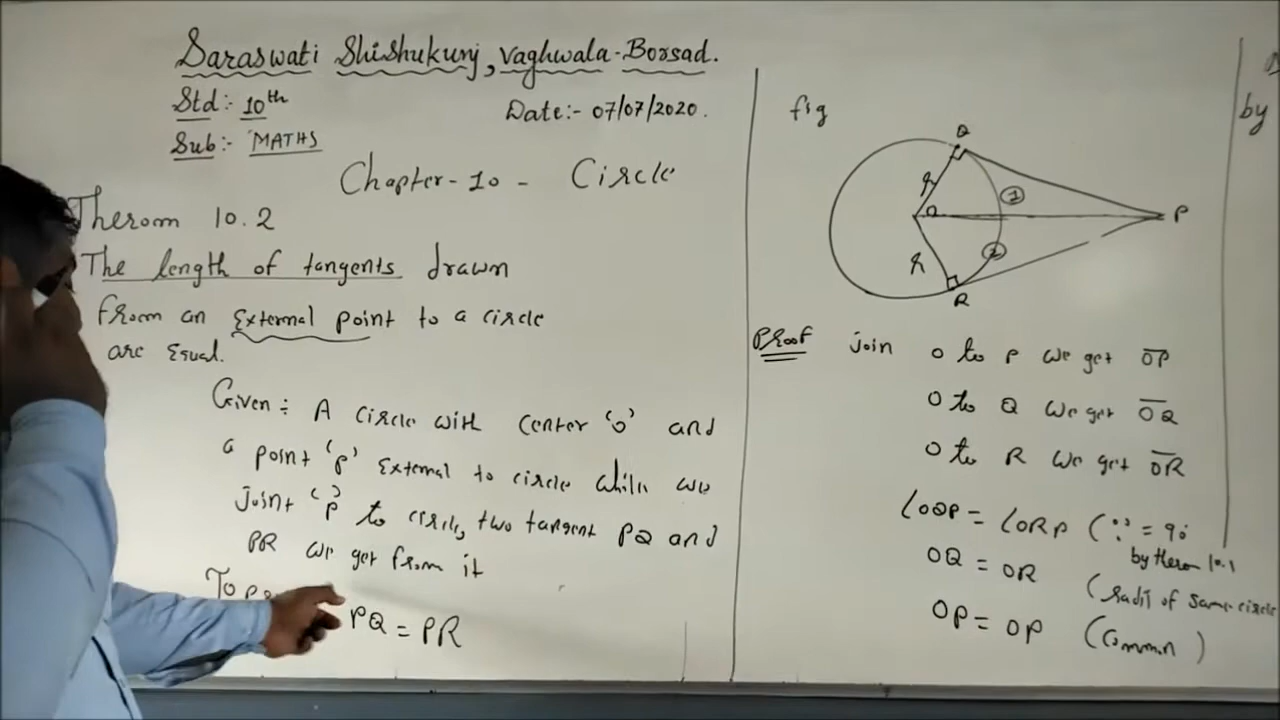 Saraswati Shishukunj, Vaghwala-Borsad.
Std:- 10th
Date:- 07/07/2020.
Sub:- MATHS
Chapter-10 - Circle
Therom 10.2
The length of tangents drawn
from an External point to a circle
are Equal.
Given:- A circle with center 'o' and
a point 'p' External to circle while we
joint 'p' to circle, two tangent PQ and
PR we get from it
To
PQ = PR
fig
Q
r
O
1
P
r
2
R
Proof join O to P we get OP
O to Q we get OQ
O to R we get OR
∠OQP = ∠ORP (∵ = 90
by therom 10.1
OQ = OR (radii of same circle
OP = OP (Common)
by